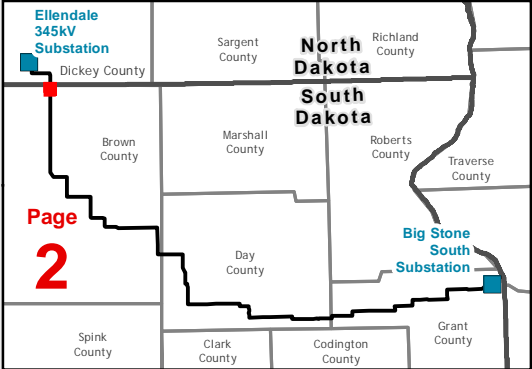 Ellendale
345kV
Substation
Dickey County
Sargent
County
North
Dakota
Richland
County
South
Dakota
Brown
County
Marshall
County
Roberts
County
Traverse
County
Page
2
Day
County
Big Stone
South
Substation
Spink
County
Clark
County
Codington
County
Grant
County